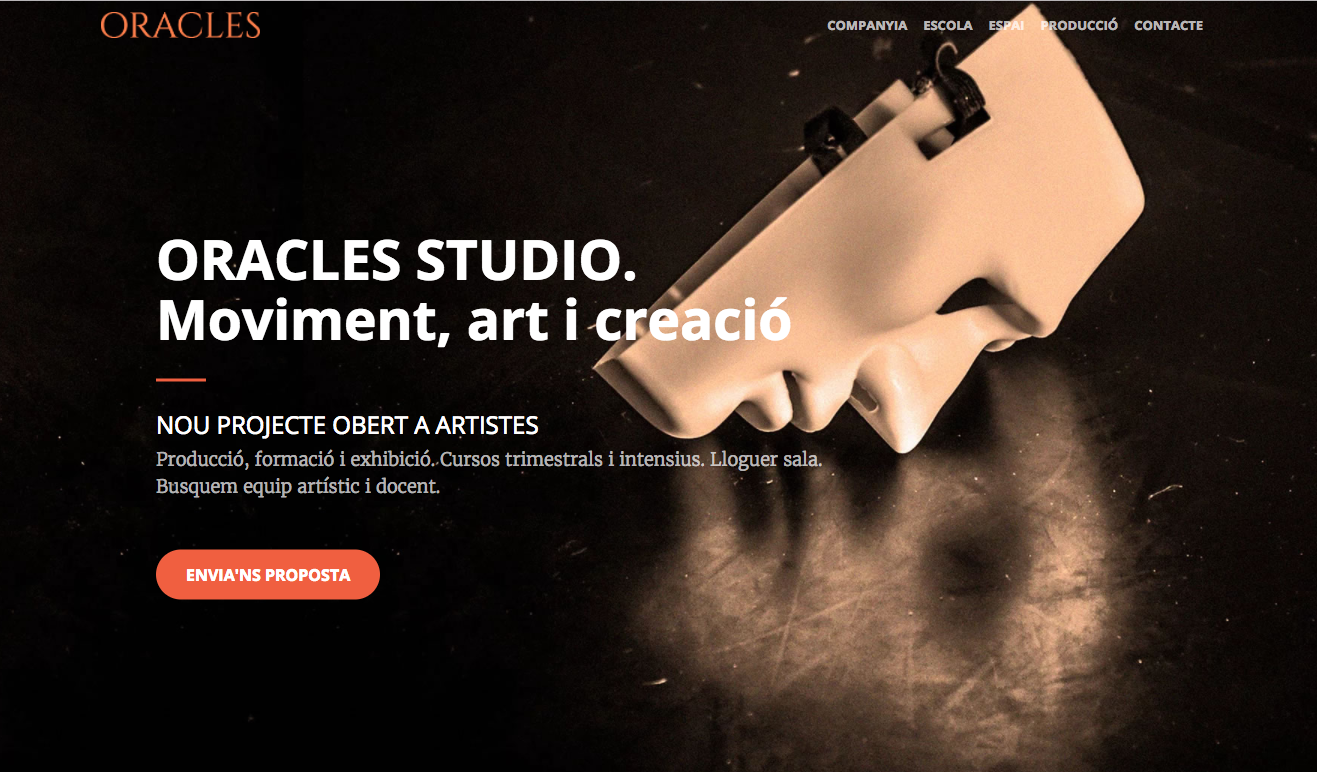 ORACLES
COMPANYIA ESCOLA ESPAI PRODUCCIÓ CONTACTE
ORACLES STUDIO.
Moviment, art i creació
NOU PROJECTE OBERT A ARTISTES
Producció, formació i exhibició. Cursos trimestrals i intensius. Lloguer sala.
Busquem equip artístic i docent.
ENVIA'NS PROPOSTA